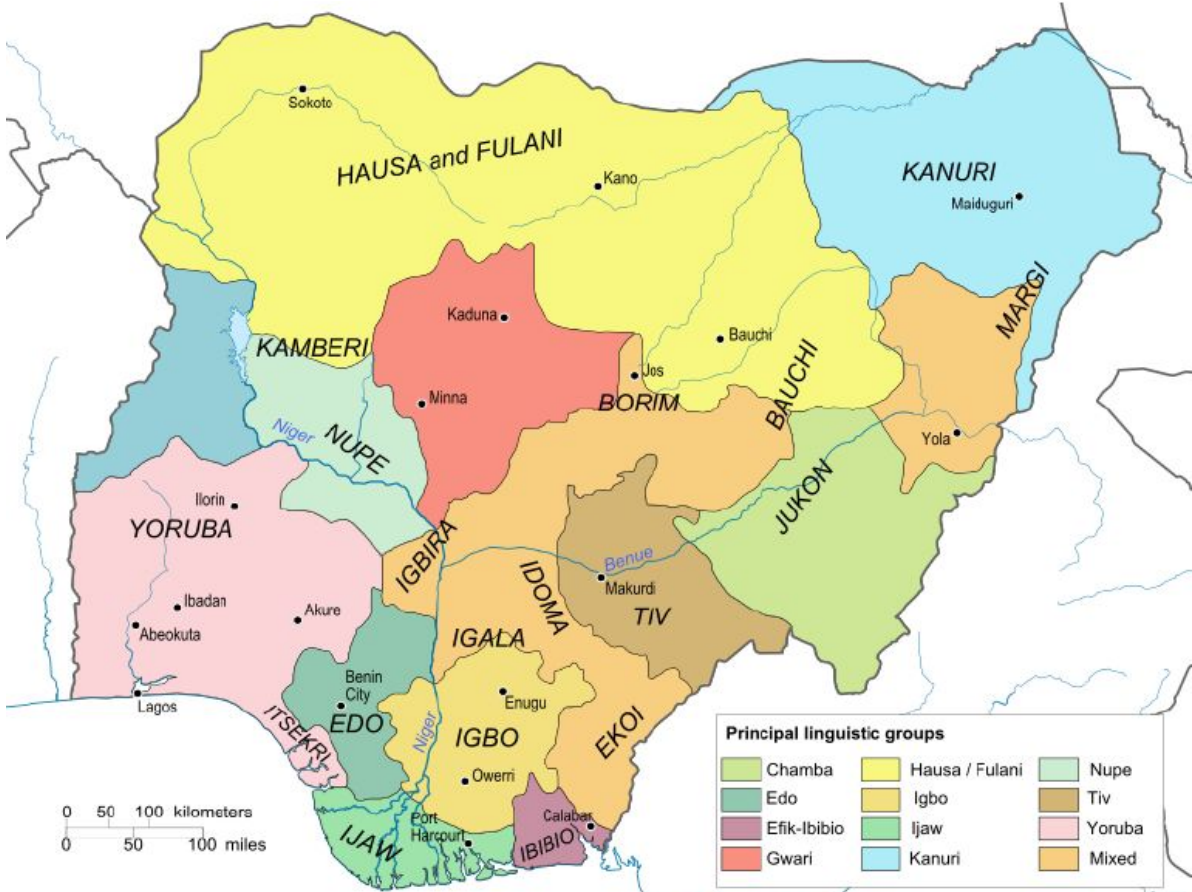 Sokoto
HAUSA and FULANI
Kano
KANURI
Maiduguri
MARGI
Kaduna
Bauchi
KAMBERI
Jos
BAUCHI
BORIM
Minna
NUPE
Niger
Yola
Ilorin
YORUBA
JUKON
IGBIRA
Benue
IDOMA
Makurdi
TIV
Ibadan
Akure
Abeokuta
IGALA
Benin
City
Enugu
Lagos
EDO
ITSEKRI
Niger
IGBO
EKOI
Owerri
Port
Harcourt
Calabar
IJAW
IBIBIO
0 50 100 kilometers
0 50 100 miles
Principal linguistic groups
Chamba
Edo
Efik-Ibibio
Gwari
Hausa / Fulani
Igbo
Ijaw
Kanuri
Nupe
Tiv
Yoruba
Mixed